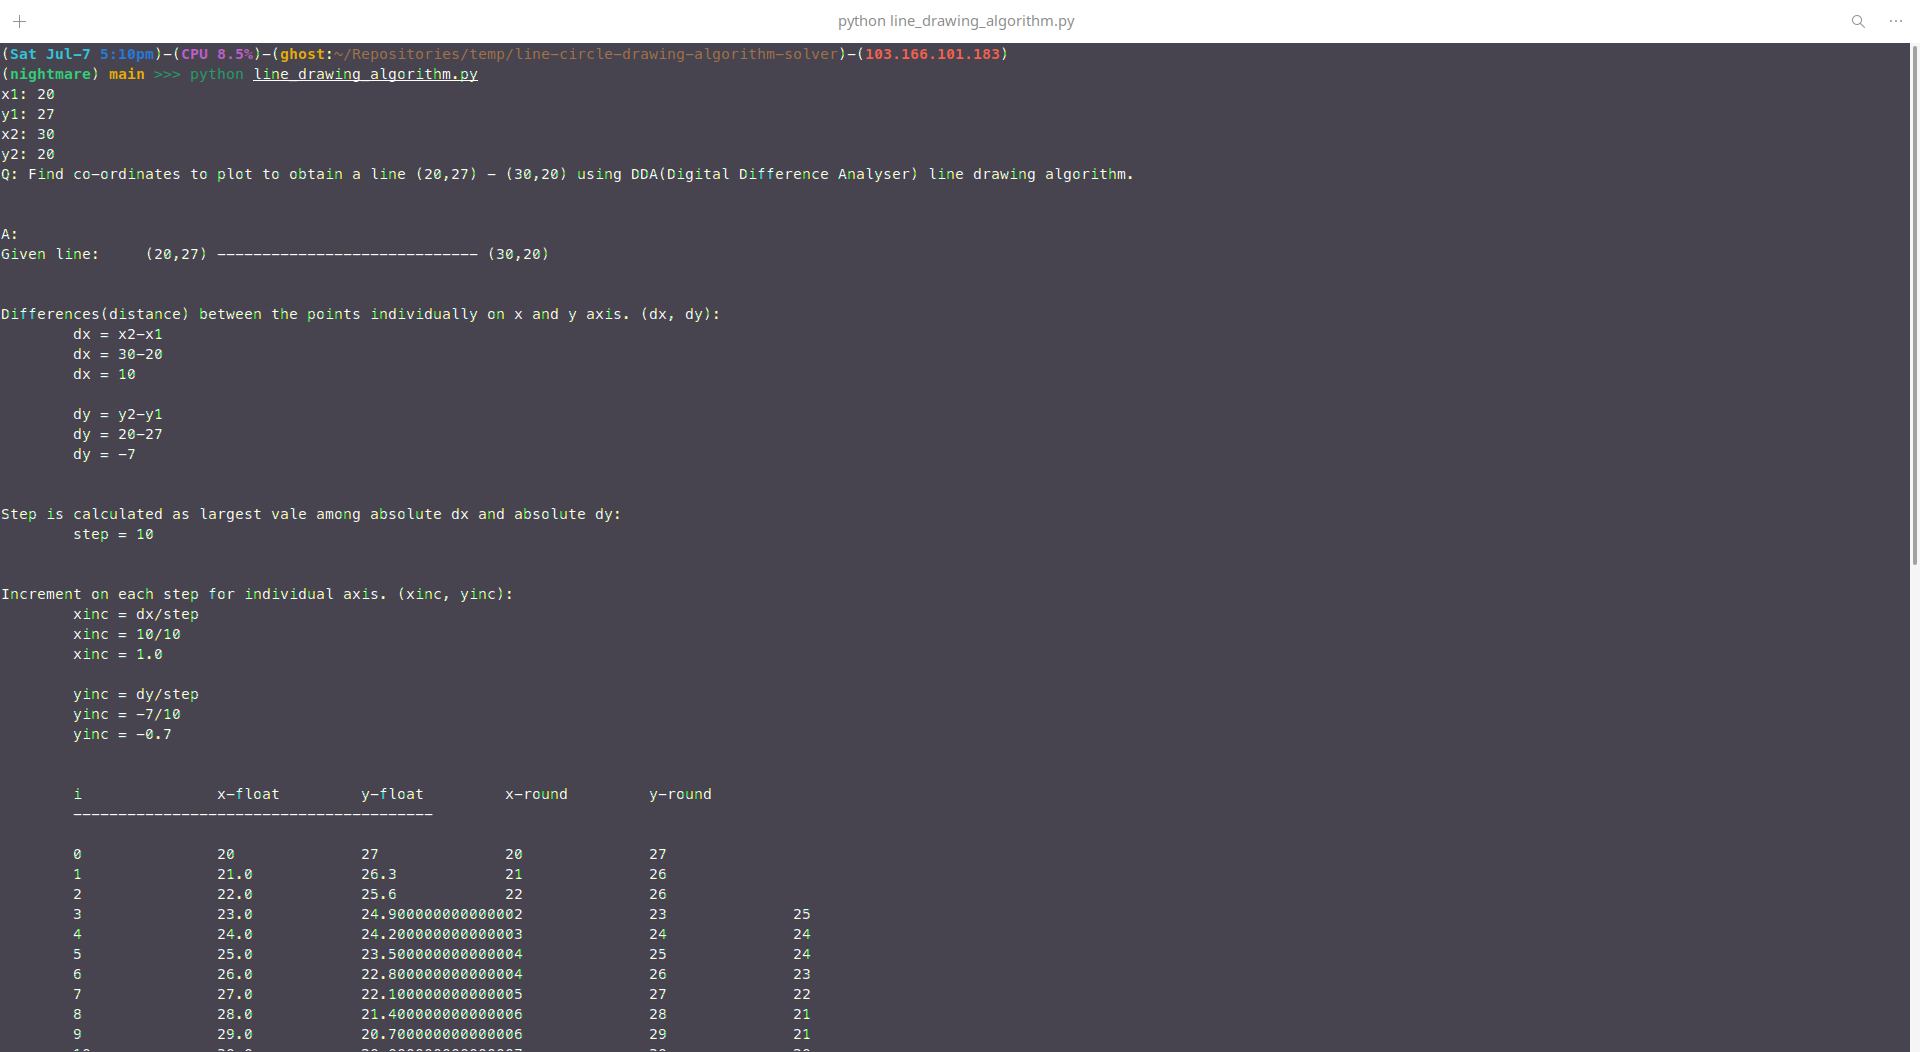 python line_drawing_algorithm.py
(Sat Jul-7 5:10pm)-(CPU 8.5%)-(ghost:~/Repositories/temp/line-circle-drawing-algorithm-solver)-(103.166.101.183)
(nightmare) main >>> python line_drawing_algorithm.py
x1: 20
y1: 27
x2: 30
y2: 20
Q: Find co-ordinates to plot to obtain a line (20,27) - (30,20) using DDA(Digital Difference Analyser) line drawing algorithm.
A:
Given line:     (20,27) ----------------------------- (30,20)
Differences(distance) between the points individually on x and y axis. (dx, dy):
dx = x2-x1
dx = 30-20
dx = 10
dy = y2-y1
dy = 20-27
dy = -7
Step is calculated as largest vale among absolute dx and absolute dy:
step = 10
Increment on each step for individual axis. (xinc, yinc):
xinc = dx/step
xinc = 10/10
xinc = 1.0
yinc = dy/step
yinc = -7/10
yinc = -0.7
i               x-float         y-float         x-round         y-round
----------------------------------------
0               20              27              20              27
1               21.0            26.3            21              26
2               22.0            25.6            22              26
3               23.0            24.900000000000002              23              25
4               24.0            24.200000000000003              24              24
5               25.0            23.500000000000004              25              24
6               26.0            22.800000000000004              26              23
7               27.0            22.100000000000005              27              22
8               28.0            21.400000000000006              28              21
9               29.0            20.700000000000006              29              21